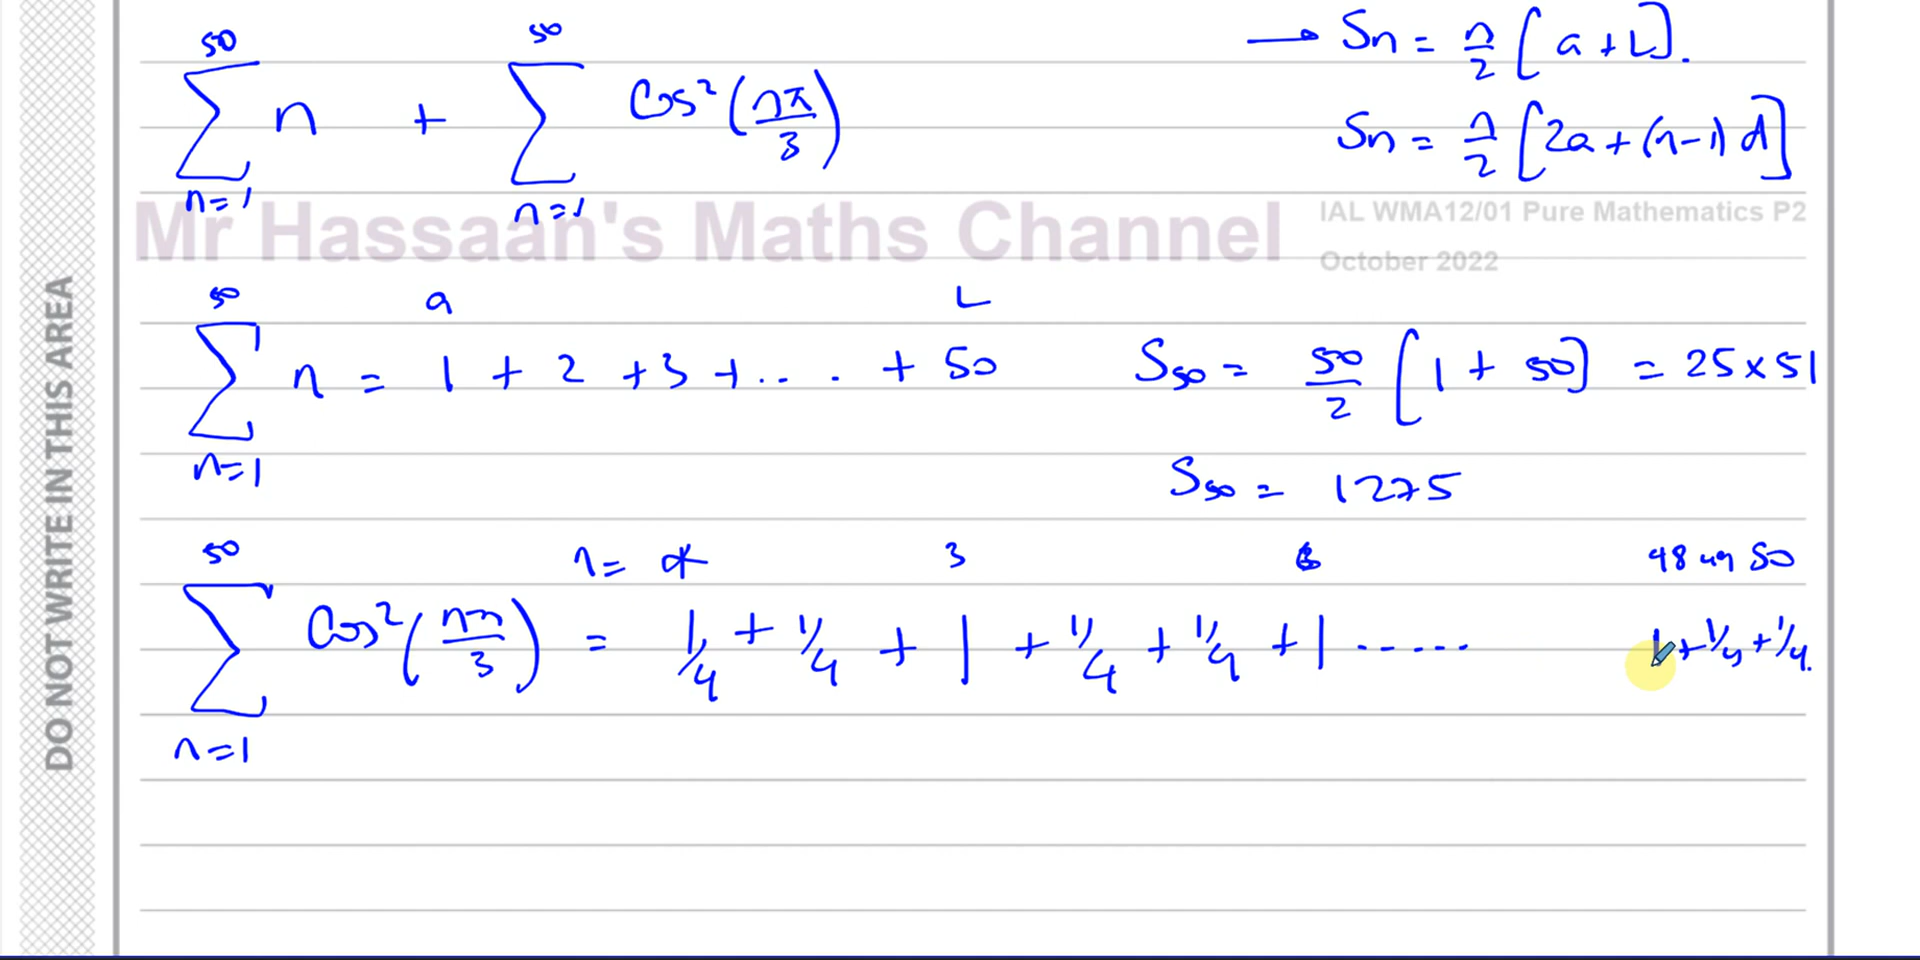 50 50
∑ n + ∑ Cos²(nπ/3)
n=1 n=1
→ Sn = n/2 [a + L].
Sn = n/2 [2a + (n-1) d]
Mr Hassaan's Maths Channel
IAL WMA12/01 Pure Mathematics P2
October 2022
50 a L
∑ n = 1 + 2 + 3 + ... . + 50
n=1
S50 = 50/2 [1 + 50] = 25 x 51
S50 = 1275
50 n= 3 6 48 49 50
∑ Cos²(nπ/3) = 1/4 + 1/4 + 1 + 1/4 + 1/4 + 1 ...... 1 + 1/4 + 1/4.
n=1
DO NOT WRITE IN THIS AREA